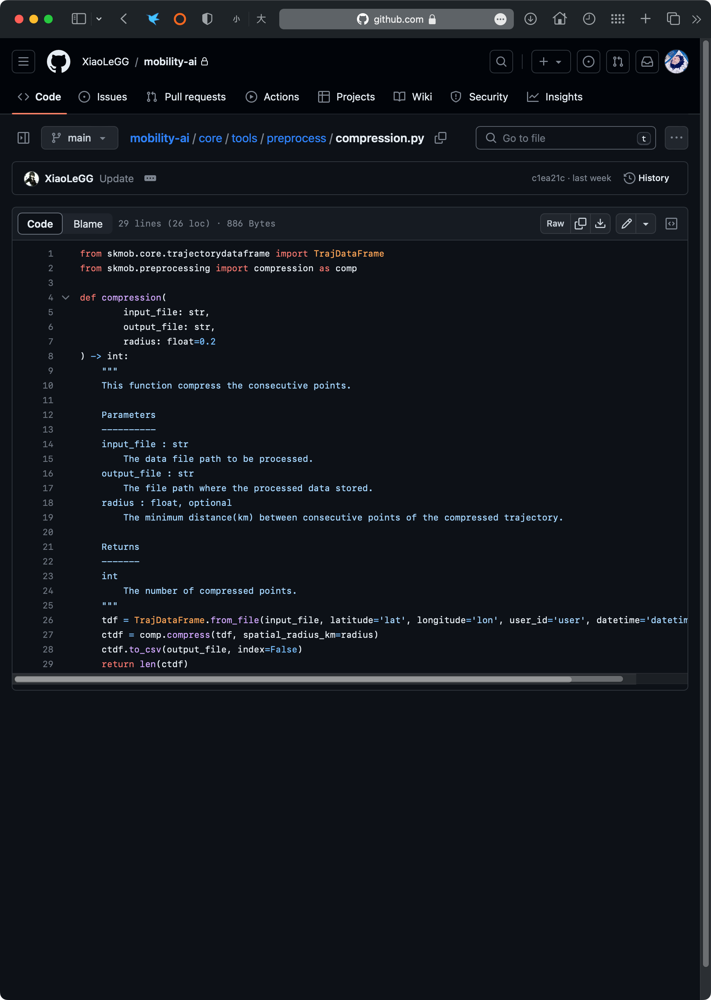 小 大 github.com
XiaoLeGG / mobility-ai
Code Issues Pull requests Actions Projects Wiki Security Insights
main mobility-ai / core / tools / preprocess / compression.py Go to file t
XiaoLeGG Update c1ea21c · last week History
Code Blame 29 lines (26 loc) · 886 Bytes Raw
1 from skmob.core.trajectorydataframe import TrajDataFrame
2 from skmob.preprocessing import compression as comp
3
4 def compression(
5 input_file: str,
6 output_file: str,
7 radius: float=0.2
8 ) -> int:
9 """
10 This function compress the consecutive points.
11
12 Parameters
13 ----------
14 input_file : str
15 The data file path to be processed.
16 output_file : str
17 The file path where the processed data stored.
18 radius : float, optional
19 The minimum distance(km) between consecutive points of the compressed trajectory.
20
21 Returns
22 -------
23 int
24 The number of compressed points.
25 """
26 tdf = TrajDataFrame.from_file(input_file, latitude='lat', longitude='lon', user_id='user', datetime='datetim
27 ctdf = comp.compress(tdf, spatial_radius_km=radius)
28 ctdf.to_csv(output_file, index=False)
29 return len(ctdf)